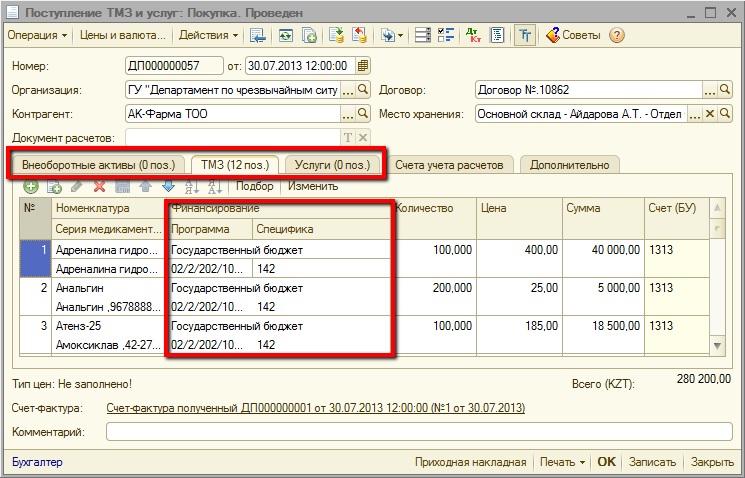 Поступление ТМЗ и услуг: Покупка. Проведен
Операция Цены и валюта... Действия Дт Кт Советы
Номер: ДП000000057 от: 30.07.2013 12:00:00
Организация: ГУ "Департамент по чрезвычайным ситу ... Договор: Договор №.10862 ...
Контрагент: АК-Фарма ТОО ... Место хранения: Основной склад - Айдарова А.Т. - Отдел ...
Документ расчетов: T
Внеоборотные активы (0 поз.) ТМЗ (12 поз.) Услуги (0 поз.) Счета учета расчетов Дополнительно
Подбор Изменить
№ Номенклатура Финансирование Количество Цена Сумма Счет (БУ)
Серия медикамент... Программа Специфика
1 Адреналина гидро... Государственный бюджет 100,000 400,00 40 000,00 1313
Адреналина гидро... 02/2/202/10... 142
2 Анальгин Государственный бюджет 200,000 25,00 5 000,00 1313
Анальгин ,9678888... 02/2/202/10... 142
3 Атенз-25 Государственный бюджет 100,000 185,00 18 500,00 1313
Амоксиклав ,42-27... 02/2/202/10... 142
Тип цен: Не заполнено! Всего (KZT): 280 200,00
Счет-фактура: Счет-фактура полученный ДП000000001 от 30.07.2013 12:00:00 (№1 от 30.07.2013)
Комментарий:
Бухгалтер Приходная накладная Печать OK Записать Закрыть